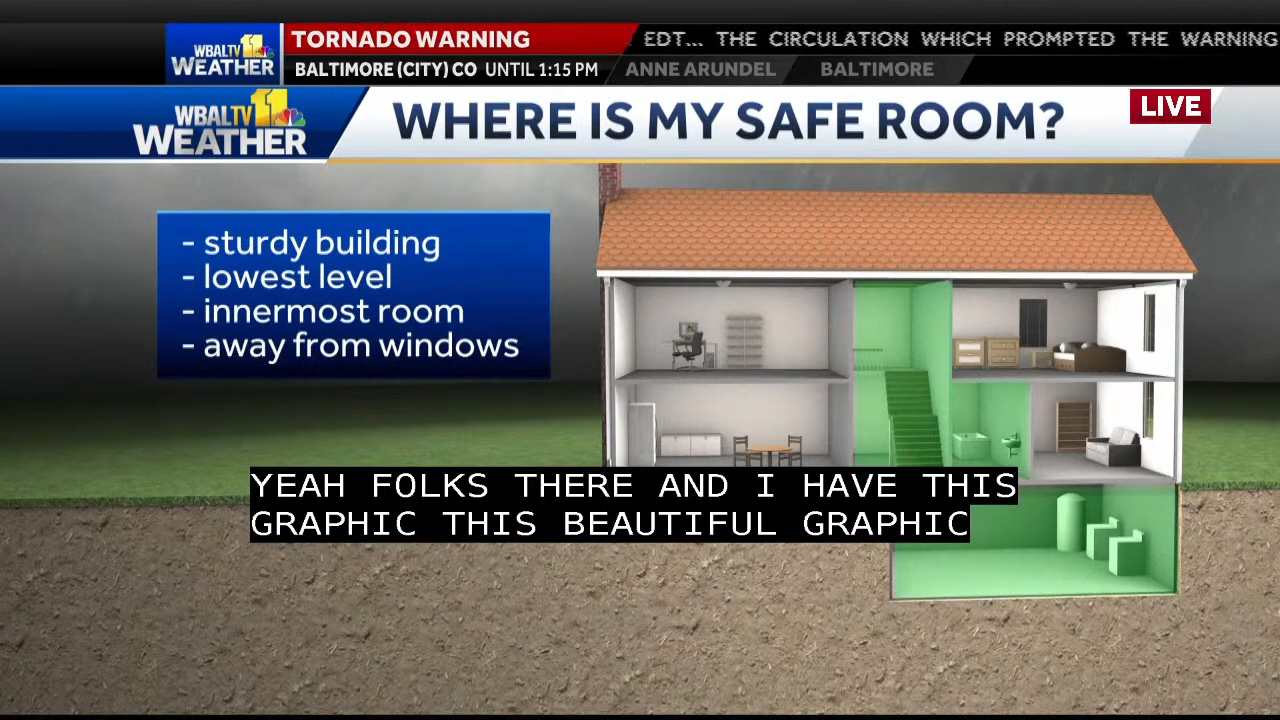 WBALTV 1
WEATHER
TORNADO WARNING
EDT... THE CIRCULATION WHICH PROMPTED THE WARNING
BALTIMORE (CITY) CO UNTIL 1:15 PM
ANNE ARUNDEL
BALTIMORE
WBALTV 1
WEATHER
WHERE IS MY SAFE ROOM?
LIVE
- sturdy building
- lowest level
- innermost room
- away from windows
YEAH FOLKS THERE AND I HAVE THIS
GRAPHIC THIS BEAUTIFUL GRAPHIC